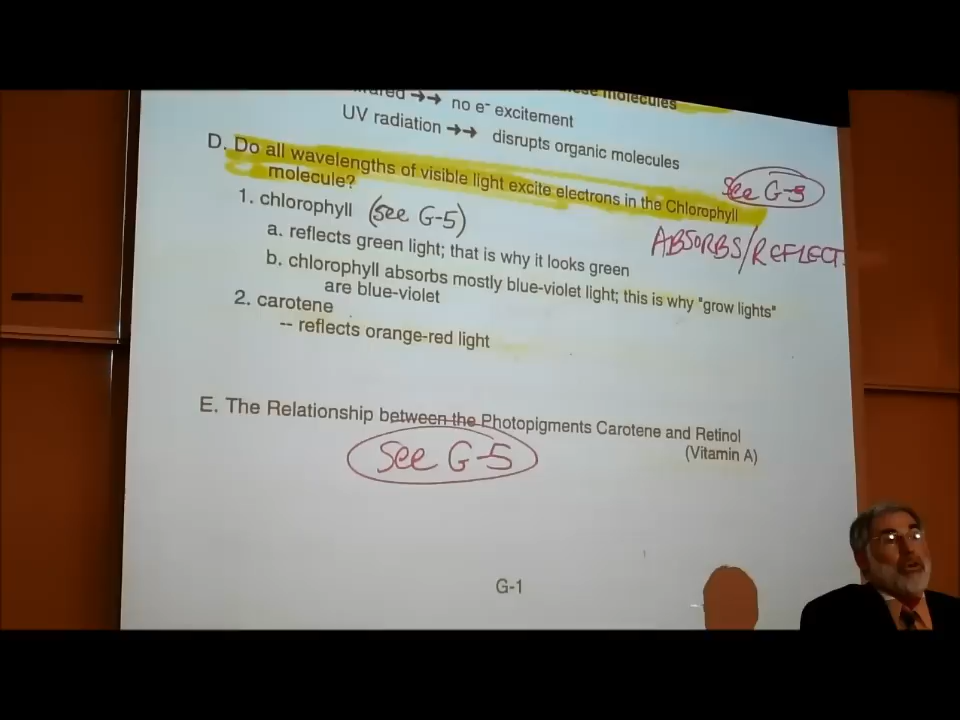 molecules
no e⁻ excitement
UV radiation →→ disrupts organic molecules
D. Do all wavelengths of visible light excite electrons in the Chlorophyll
molecule?
See G-
1. chlorophyll (see G-5)
ABSORBS/REFLECT
a. reflects green light; that is why it looks green
b. chlorophyll absorbs mostly blue-violet light; this is why "grow lights"
are blue-violet
2. carotene
-- reflects orange-red light
E. The Relationship between the Photopigments Carotene and Retinol
(Vitamin A)
See G-5
G-1